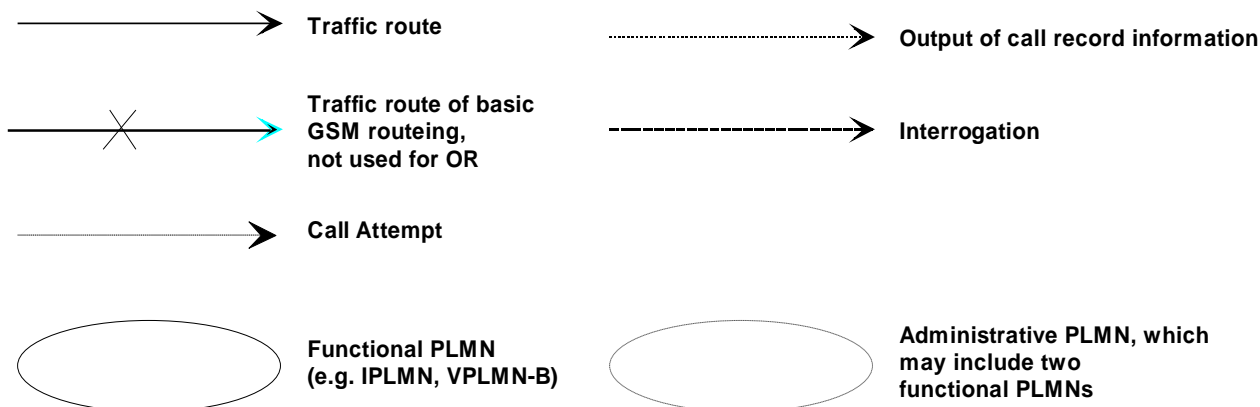 Traffic route
Output of call record information
Traffic route of basic
GSM routeing,
not used for OR
Interrogation
Call Attempt
Functional PLMN
(e.g. IPLMN, VPLMN-B)
Administrative PLMN, which
may include two
functional PLMNs